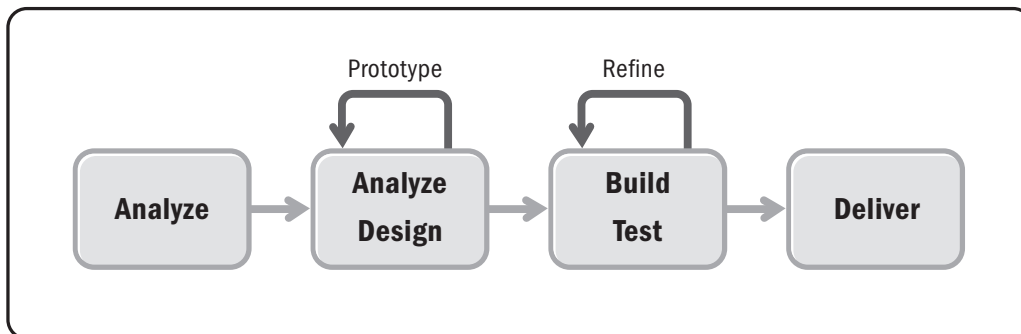 Prototype
Refine
Analyze
Analyze
Design
Build
Test
Deliver